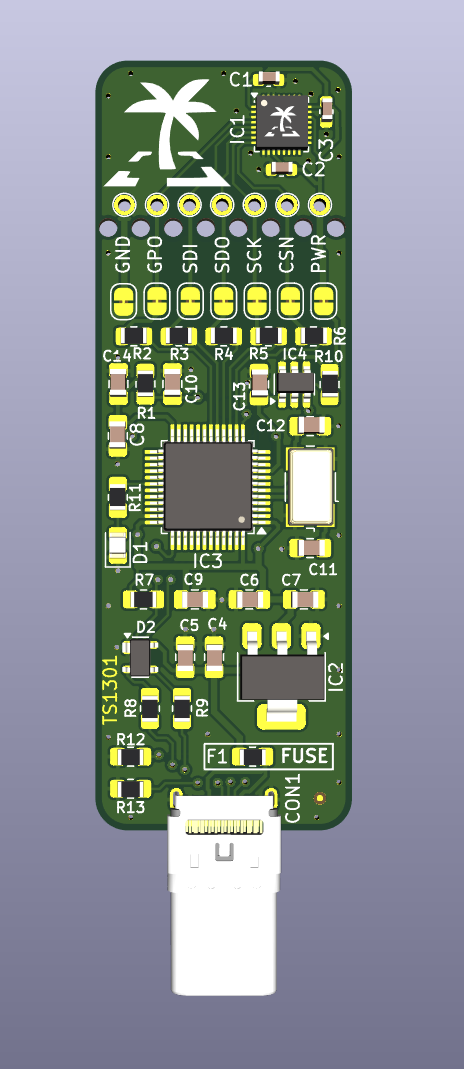 C1
IC1
C3
C2
GND
GPO
SDI
SDO
SCK
CSN
PWR
R6
C14
R2
R3
R4
R5
IC4
R10
R1
C10
C13
C8
C12
R11
D1
IC3
C11
R7
C9
C6
C7
D2
C5
C4
IC2
TS1301
R8
R9
R12
F1 FUSE
R13
CON1